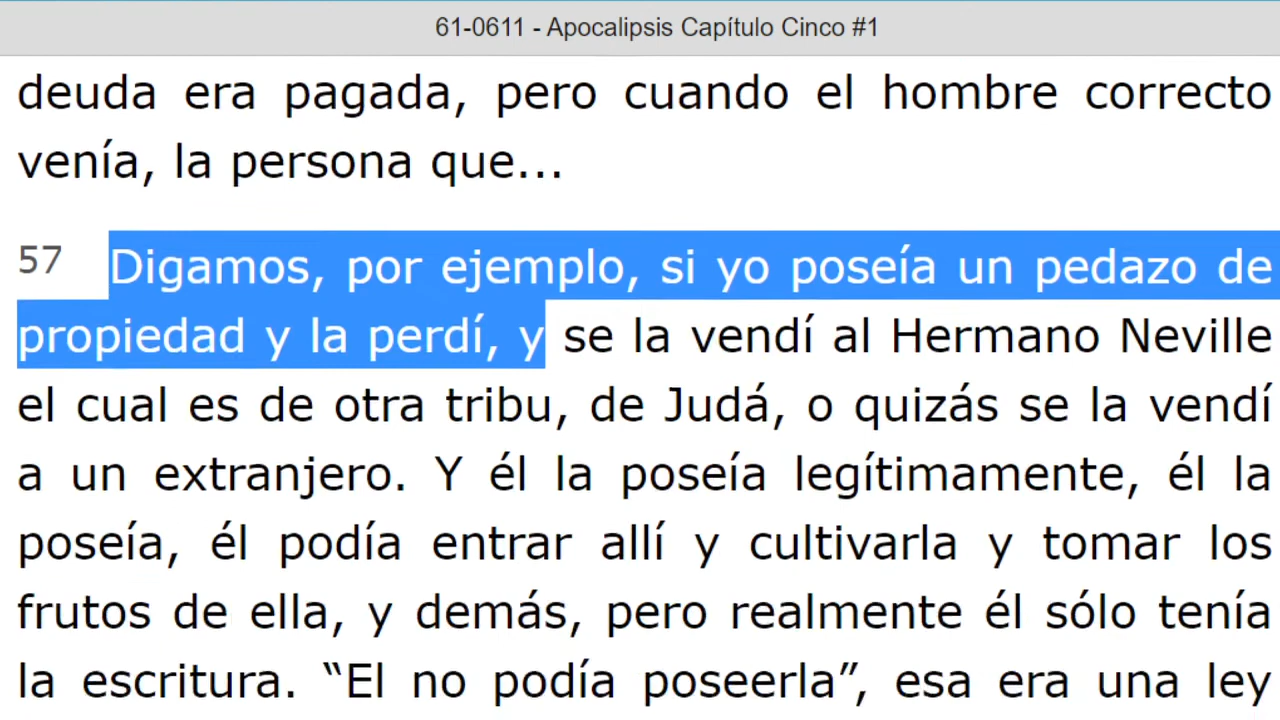 61-0611 - Apocalipsis Capítulo Cinco #1
deuda era pagada, pero cuando el hombre correcto
venía, la persona que...
57 Digamos, por ejemplo, si yo poseía un pedazo de
propiedad y la perdí, y se la vendí al Hermano Neville
el cual es de otra tribu, de Judá, o quizás se la vendí
a un extranjero. Y él la poseía legítimamente, él la
poseía, él podía entrar allí y cultivarla y tomar los
frutos de ella, y demás, pero realmente él sólo tenía
la escritura. “El no podía poseerla”, esa era una ley